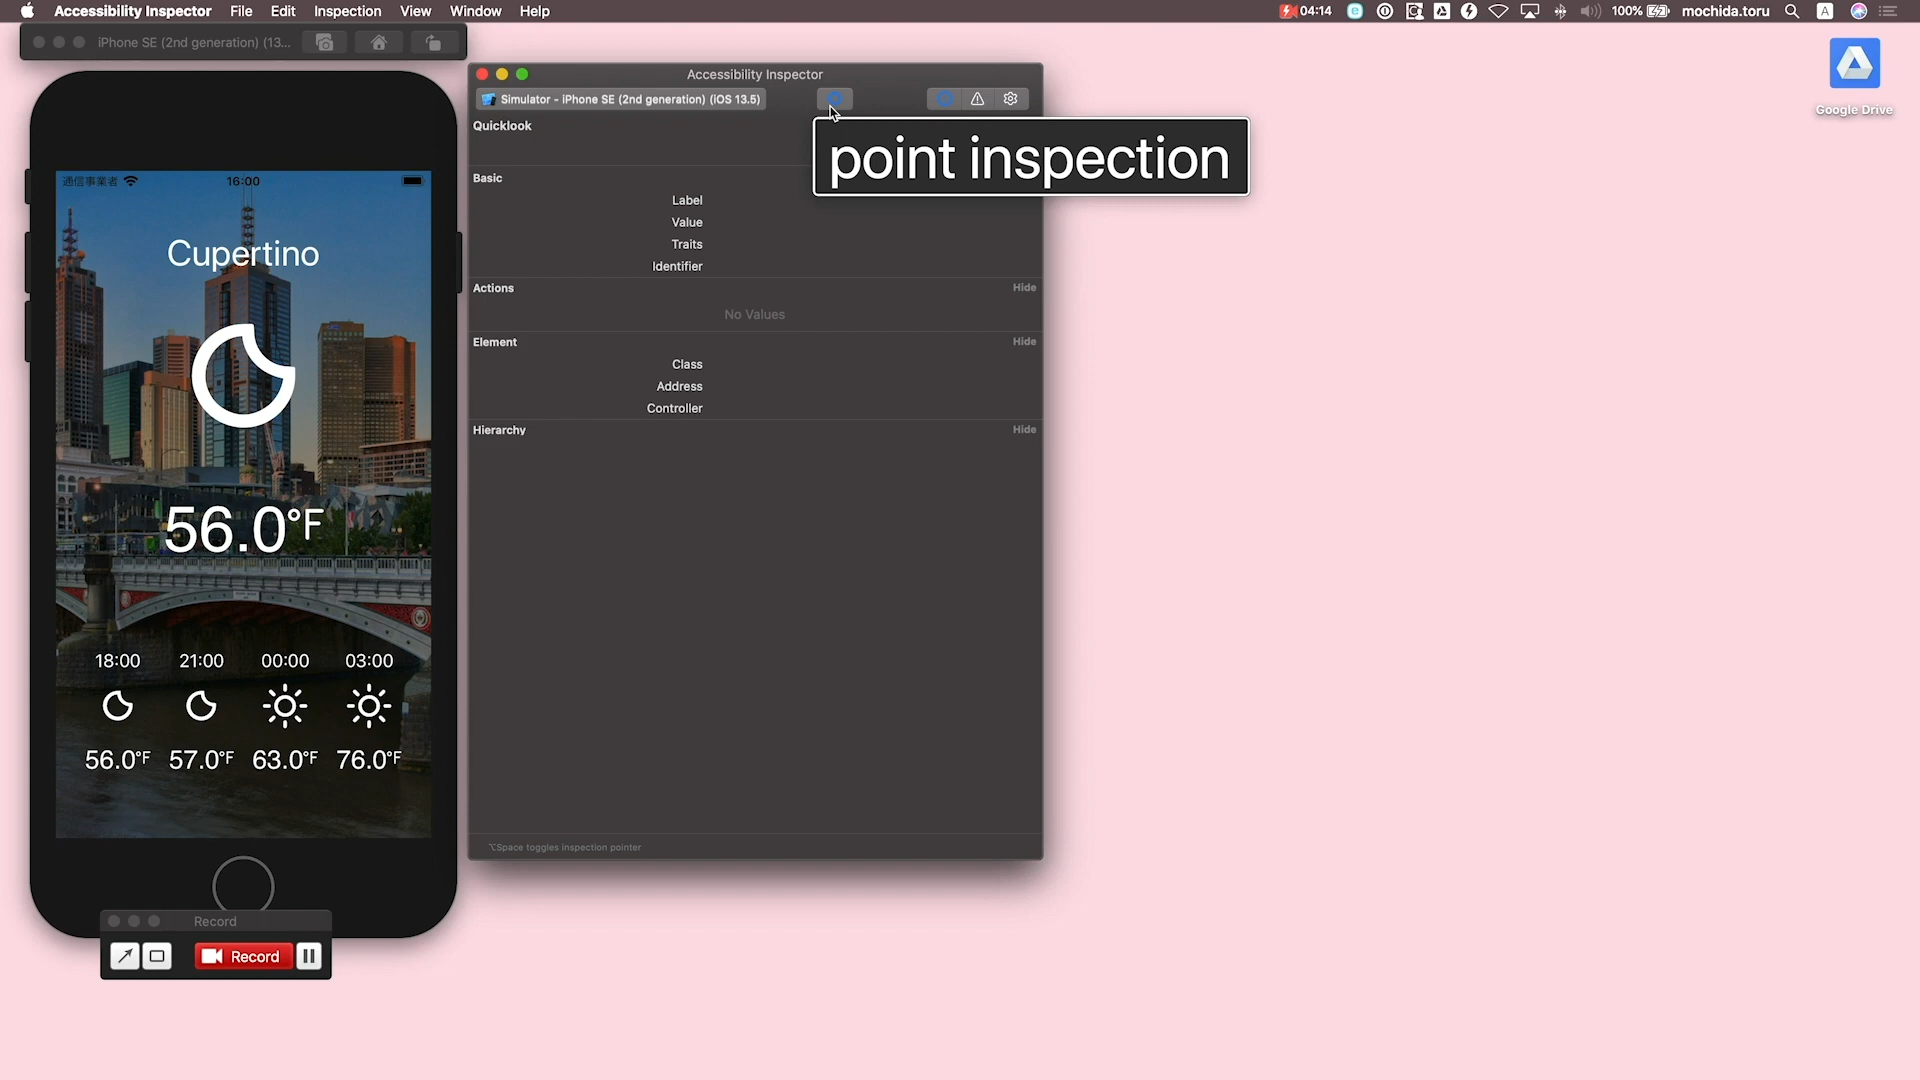 Accessibility Inspector File Edit Inspection View Window Help
04:14 100% mochida.toru A
iPhone SE (2nd generation) (13...
Accessibility Inspector
Simulator - iPhone SE (2nd generation) (iOS 13.5)
Google Drive
point inspection
Quicklook
Basic
Label
Value
Traits
Identifier
Actions Hide
No Values
Element Hide
Class
Address
Controller
Hierarchy Hide
⌥Space toggles inspection pointer
通信事業者 16:00
Cupertino
56.0°F
18:00 21:00 00:00 03:00
56.0°F 57.0°F 63.0°F 76.0°F
Record
Record